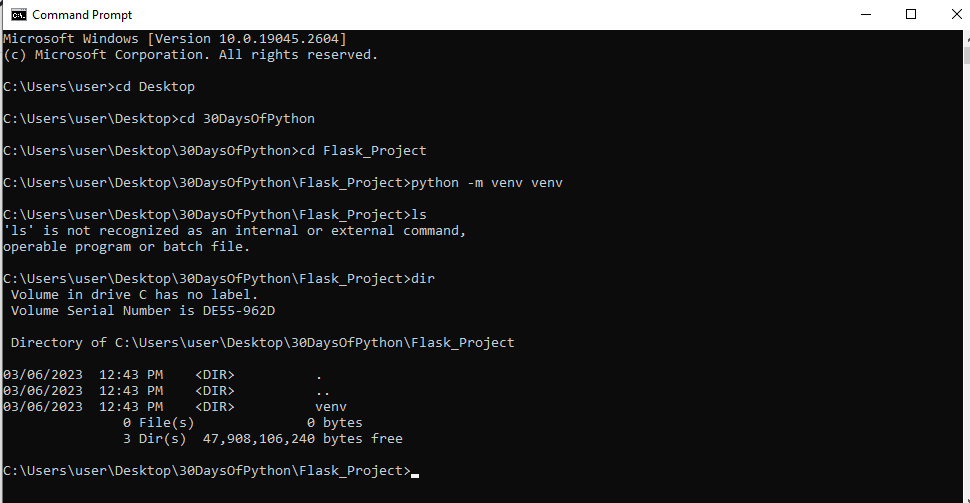 Command Prompt
Microsoft Windows [Version 10.0.19045.2604]
(c) Microsoft Corporation. All rights reserved.
C:\Users\user>cd Desktop
C:\Users\user\Desktop>cd 30DaysOfPython
C:\Users\user\Desktop\30DaysOfPython>cd Flask_Project
C:\Users\user\Desktop\30DaysOfPython\Flask_Project>python -m venv venv
C:\Users\user\Desktop\30DaysOfPython\Flask_Project>ls
'ls' is not recognized as an internal or external command,
operable program or batch file.
C:\Users\user\Desktop\30DaysOfPython\Flask_Project>dir
 Volume in drive C has no label.
 Volume Serial Number is DE55-962D
 Directory of C:\Users\user\Desktop\30DaysOfPython\Flask_Project
03/06/2023  12:43 PM    <DIR>          .
03/06/2023  12:43 PM    <DIR>          ..
03/06/2023  12:43 PM    <DIR>          venv
               0 File(s)              0 bytes
               3 Dir(s)  47,908,106,240 bytes free
C:\Users\user\Desktop\30DaysOfPython\Flask_Project>